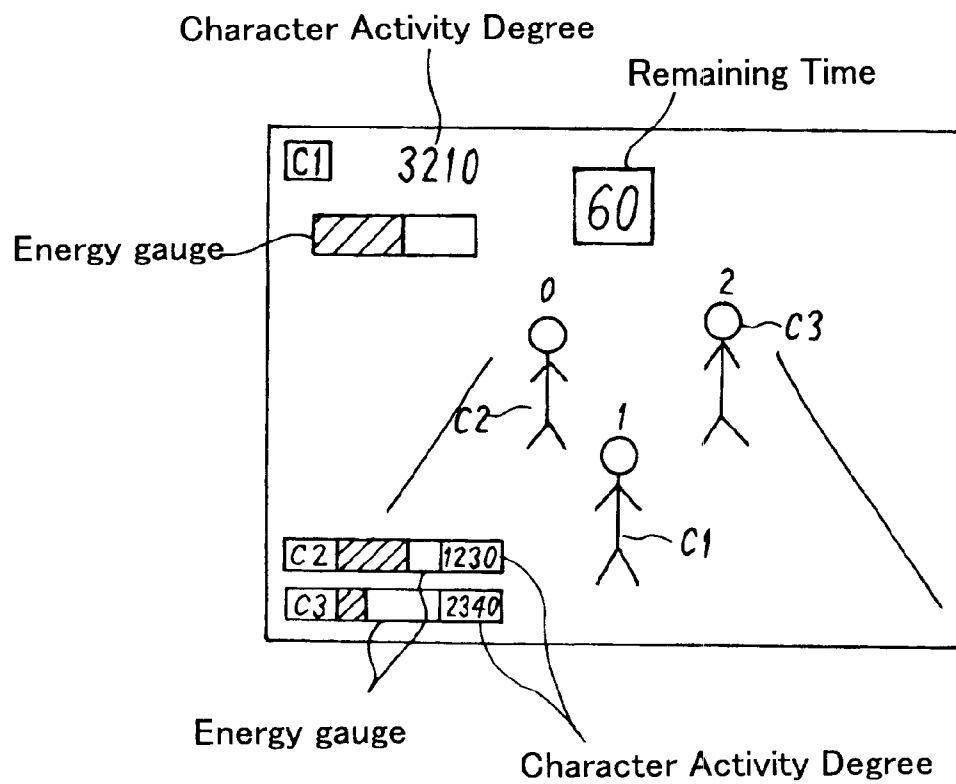 Character Activity Degree
Remaining Time
C1 3210
60
Energy gauge
0 2
C3
C2
1
C1
C2 1230
C3 2340
Energy gauge
Character Activity Degree